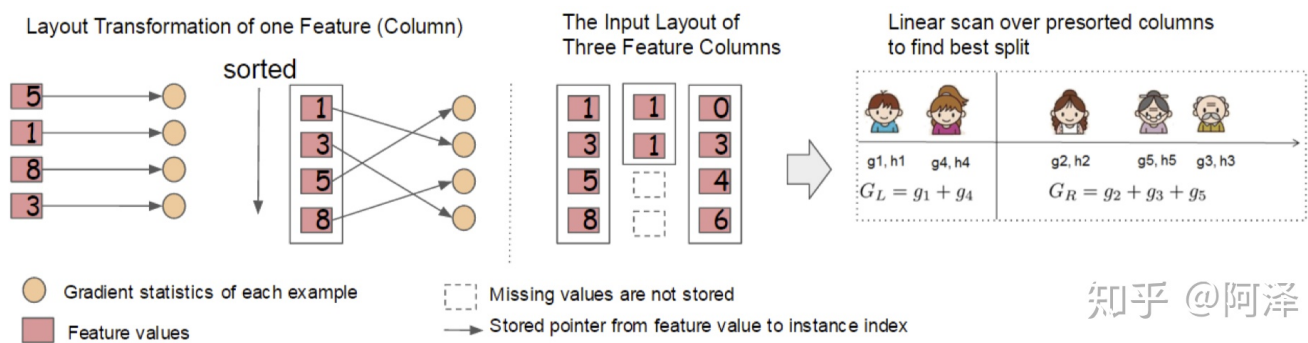 Layout Transformation of one Feature (Column)
sorted
5
1
8
3
1
3
5
8
The Input Layout of
Three Feature Columns
1 1 0
3 1 3
5 4
8 6
Linear scan over presorted columns
to find best split
g1, h1 g4, h4 g2, h2 g5, h5 g3, h3
G_L = g_1 + g_4 G_R = g_2 + g_3 + g_5
Gradient statistics of each example
Feature values
Missing values are not stored
Stored pointer from feature value to instance index
知乎 @阿泽